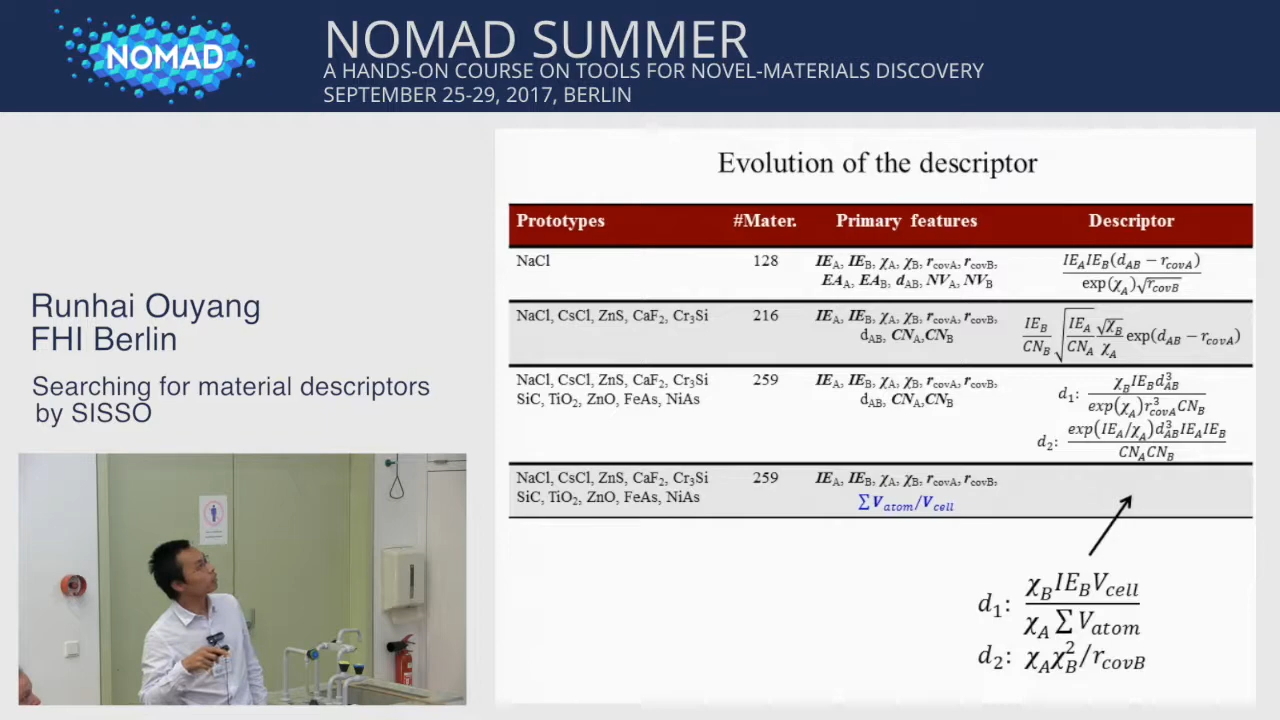 NOMAD
NOMAD SUMMER
A HANDS-ON COURSE ON TOOLS FOR NOVEL-MATERIALS DISCOVERY
SEPTEMBER 25-29, 2017, BERLIN
Runhai Ouyang
FHI Berlin
Searching for material descriptors
by SISSO
Evolution of the descriptor
Prototypes #Mater. Primary features Descriptor
NaCl 128 IE_A, IE_B, χ_A, χ_B, r_covA, r_covB, EA_A, EA_B, d_AB, NV_A, NV_B IE_A IE_B (d_AB − r_covA) / exp(χ_A)√r_covB
NaCl, CsCl, ZnS, CaF₂, Cr₃Si 216 IE_A, IE_B, χ_A, χ_B, r_covA, r_covB, d_AB, CN_A, CN_B IE_B/CN_B √(IE_A/CN_A) √χ_B/χ_A exp(d_AB − r_covA)
NaCl, CsCl, ZnS, CaF₂, Cr₃Si 259 IE_A, IE_B, χ_A, χ_B, r_covA, r_covB, d₁: χ_B IE_B d_AB³ / exp(χ_A) r_covA³ CN_B
SiC, TiO₂, ZnO, FeAs, NiAs d_AB, CN_A, CN_B d₂: exp(IE_A/χ_A) d_AB³ IE_A IE_B / CN_A CN_B
NaCl, CsCl, ZnS, CaF₂, Cr₃Si 259 IE_A, IE_B, χ_A, χ_B, r_covA, r_covB,
SiC, TiO₂, ZnO, FeAs, NiAs ∑V_atom/V_cell
d₁: χ_B IE_B V_cell / χ_A ∑ V_atom
d₂: χ_A χ_B² / r_covB